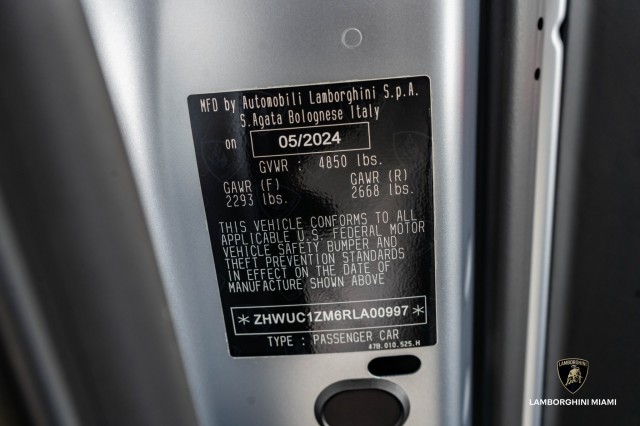 MFD by Automobili Lamborghini S.p.A.
S.Agata Bolognese Italy
on 05/2024
GVWR : 4850 lbs.
GAWR (F) GAWR (R)
2293 lbs. 2668 lbs.
THIS VEHICLE CONFORMS TO ALL
APPLICABLE U.S. FEDERAL MOTOR
VEHICLE SAFETY BUMPER AND
THEFT PREVENTION STANDARDS
IN EFFECT ON THE DATE OF
MANUFACTURE SHOWN ABOVE
*ZHWUC1ZM6RLA00997*
TYPE : PASSENGER CAR
47B.010.525.H
LAMBORGHINI MIAMI